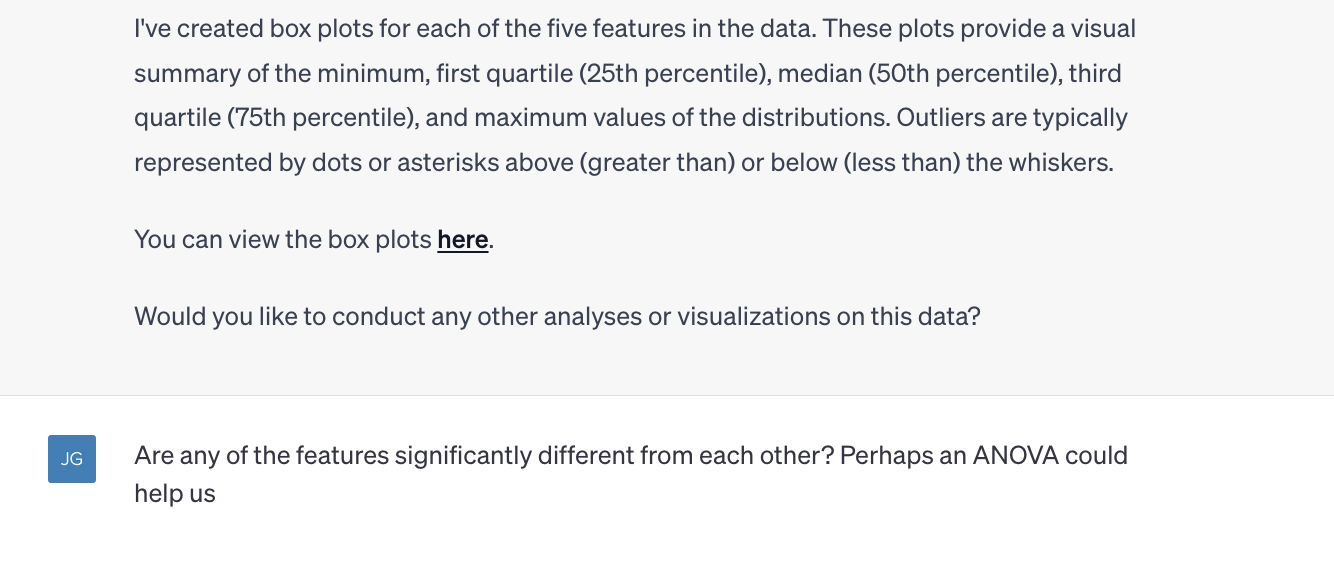 I've created box plots for each of the five features in the data. These plots provide a visual
summary of the minimum, first quartile (25th percentile), median (50th percentile), third
quartile (75th percentile), and maximum values of the distributions. Outliers are typically
represented by dots or asterisks above (greater than) or below (less than) the whiskers.
You can view the box plots here.
Would you like to conduct any other analyses or visualizations on this data?
JG
Are any of the features significantly different from each other? Perhaps an ANOVA could
help us